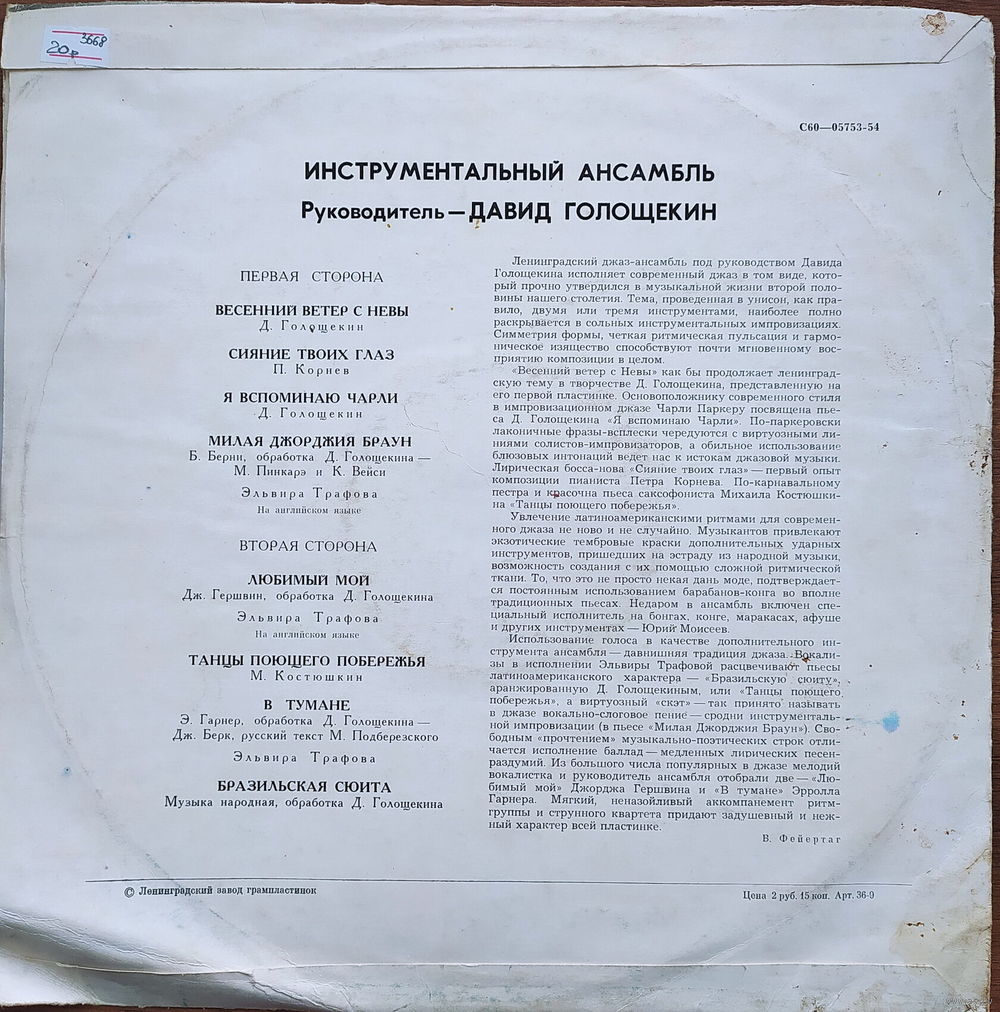 3668
20р
С60—05753-54
ИНСТРУМЕНТАЛЬНЫЙ АНСАМБЛЬ
Руководитель — ДАВИД ГОЛОЩЕКИН
ПЕРВАЯ СТОРОНА
ВЕСЕННИЙ ВЕТЕР С НЕВЫ
Д. Голощекин
СИЯНИЕ ТВОИХ ГЛАЗ
П. Корнев
Я ВСПОМИНАЮ ЧАРЛИ
Д. Голощекин
МИЛАЯ ДЖОРДЖИЯ БРАУН
Б. Берни, обработка Д. Голощекина —
М. Пинкарэ и К. Вейси
Эльвира Трафова
На английском языке
ВТОРАЯ СТОРОНА
ЛЮБИМЫЙ МОЙ
Дж. Гершвин, обработка Д. Голощекина
Эльвира Трафова
На английском языке
ТАНЦЫ ПОЮЩЕГО ПОБЕРЕЖЬЯ
М. Костюшкин
В ТУМАНЕ
Э. Гарнер, обработка Д. Голощекина —
Дж. Берк, русский текст М. Подберезского
Эльвира Трафова
БРАЗИЛЬСКАЯ СЮИТА
Музыка народная, обработка Д. Голощекина
Ленинградский джаз-ансамбль под руководством Давида
Голощекина исполняет современный джаз в том виде, кото-
рый прочно утвердился в музыкальной жизни второй поло-
вины нашего столетия. Тема, проведенная в унисон, как пра-
вило, двумя или тремя инструментами, наиболее полно
раскрывается в сольных инструментальных импровизациях.
Симметрия формы, четкая ритмическая пульсация и гармо-
ническое изящество способствуют почти мгновенному вос-
приятию композиции в целом.
«Весенний ветер с Невы» как бы продолжает ленинград-
скую тему в творчестве Д. Голощекина, представленную на
его первой пластинке. Основоположнику современного стиля
в импровизационном джазе Чарли Паркеру посвящена пье-
са Д. Голощекина «Я вспоминаю Чарли». По-паркеровски
лаконичные фразы-всплески чередуются с виртуозными ли-
ниями солистов-импровизаторов, а обильное использование
блюзовых интонаций ведет нас к истокам джазовой музыки.
Лирическая босса-нова «Сияние твоих глаз» — первый опыт
композиции пианиста Петра Корнева. По-карнавальному
пестра и красочна пьеса саксофониста Михаила Костюшки-
на «Танцы поющего побережья».
Увлечение латиноамериканскими ритмами для современ-
ного джаза не ново и не случайно. Музыкантов привлекают
экзотические тембровые краски дополнительных ударных
инструментов, пришедших на эстраду из народной музыки,
возможность создания с их помощью сложной ритмической
ткани. То, что это не просто некая дань моде, подтверждает-
ся постоянным использованием барабанов-конга во вполне
традиционных пьесах. Недаром в ансамбль включен спе-
циальный исполнитель на бонгах, конге, маракасах, афуше
и других инструментах — Юрий Моисеев.
Использование голоса в качестве дополнительного ин-
струмента ансамбля — давнишняя традиция джаза. Вокали-
зы в исполнении Эльвиры Трафовой расцвечивают пьесы
латиноамериканского характера — «Бразильскую сюиту»,
аранжированную Д. Голощекиным, или «Танцы поющего
побережья», а виртуозный «скэт» — так принято называть
в джазе вокально-слоговое пение — сродни инструменталь-
ной импровизации (в пьесе «Милая Джорджия Браун»). Сво-
бодным «прочтением» музыкально-поэтических строк отли-
чается исполнение баллад — медленных лирических песен-
раздумий. Из большого числа популярных в джазе мелодий
вокалистка и руководитель ансамбля отобрали две — «Лю-
бимый мой» Джорджа Гершвина и «В тумане» Эрролла
Гарнера. Мягкий, неназойливый аккомпанемент ритм-
группы и струнного квартета придают задушевный и неж-
ный характер всей пластинке.
В. Фейертаг
© Ленинградский завод грампластинок
Цена 2 руб. 15 коп. Арт. 36-9